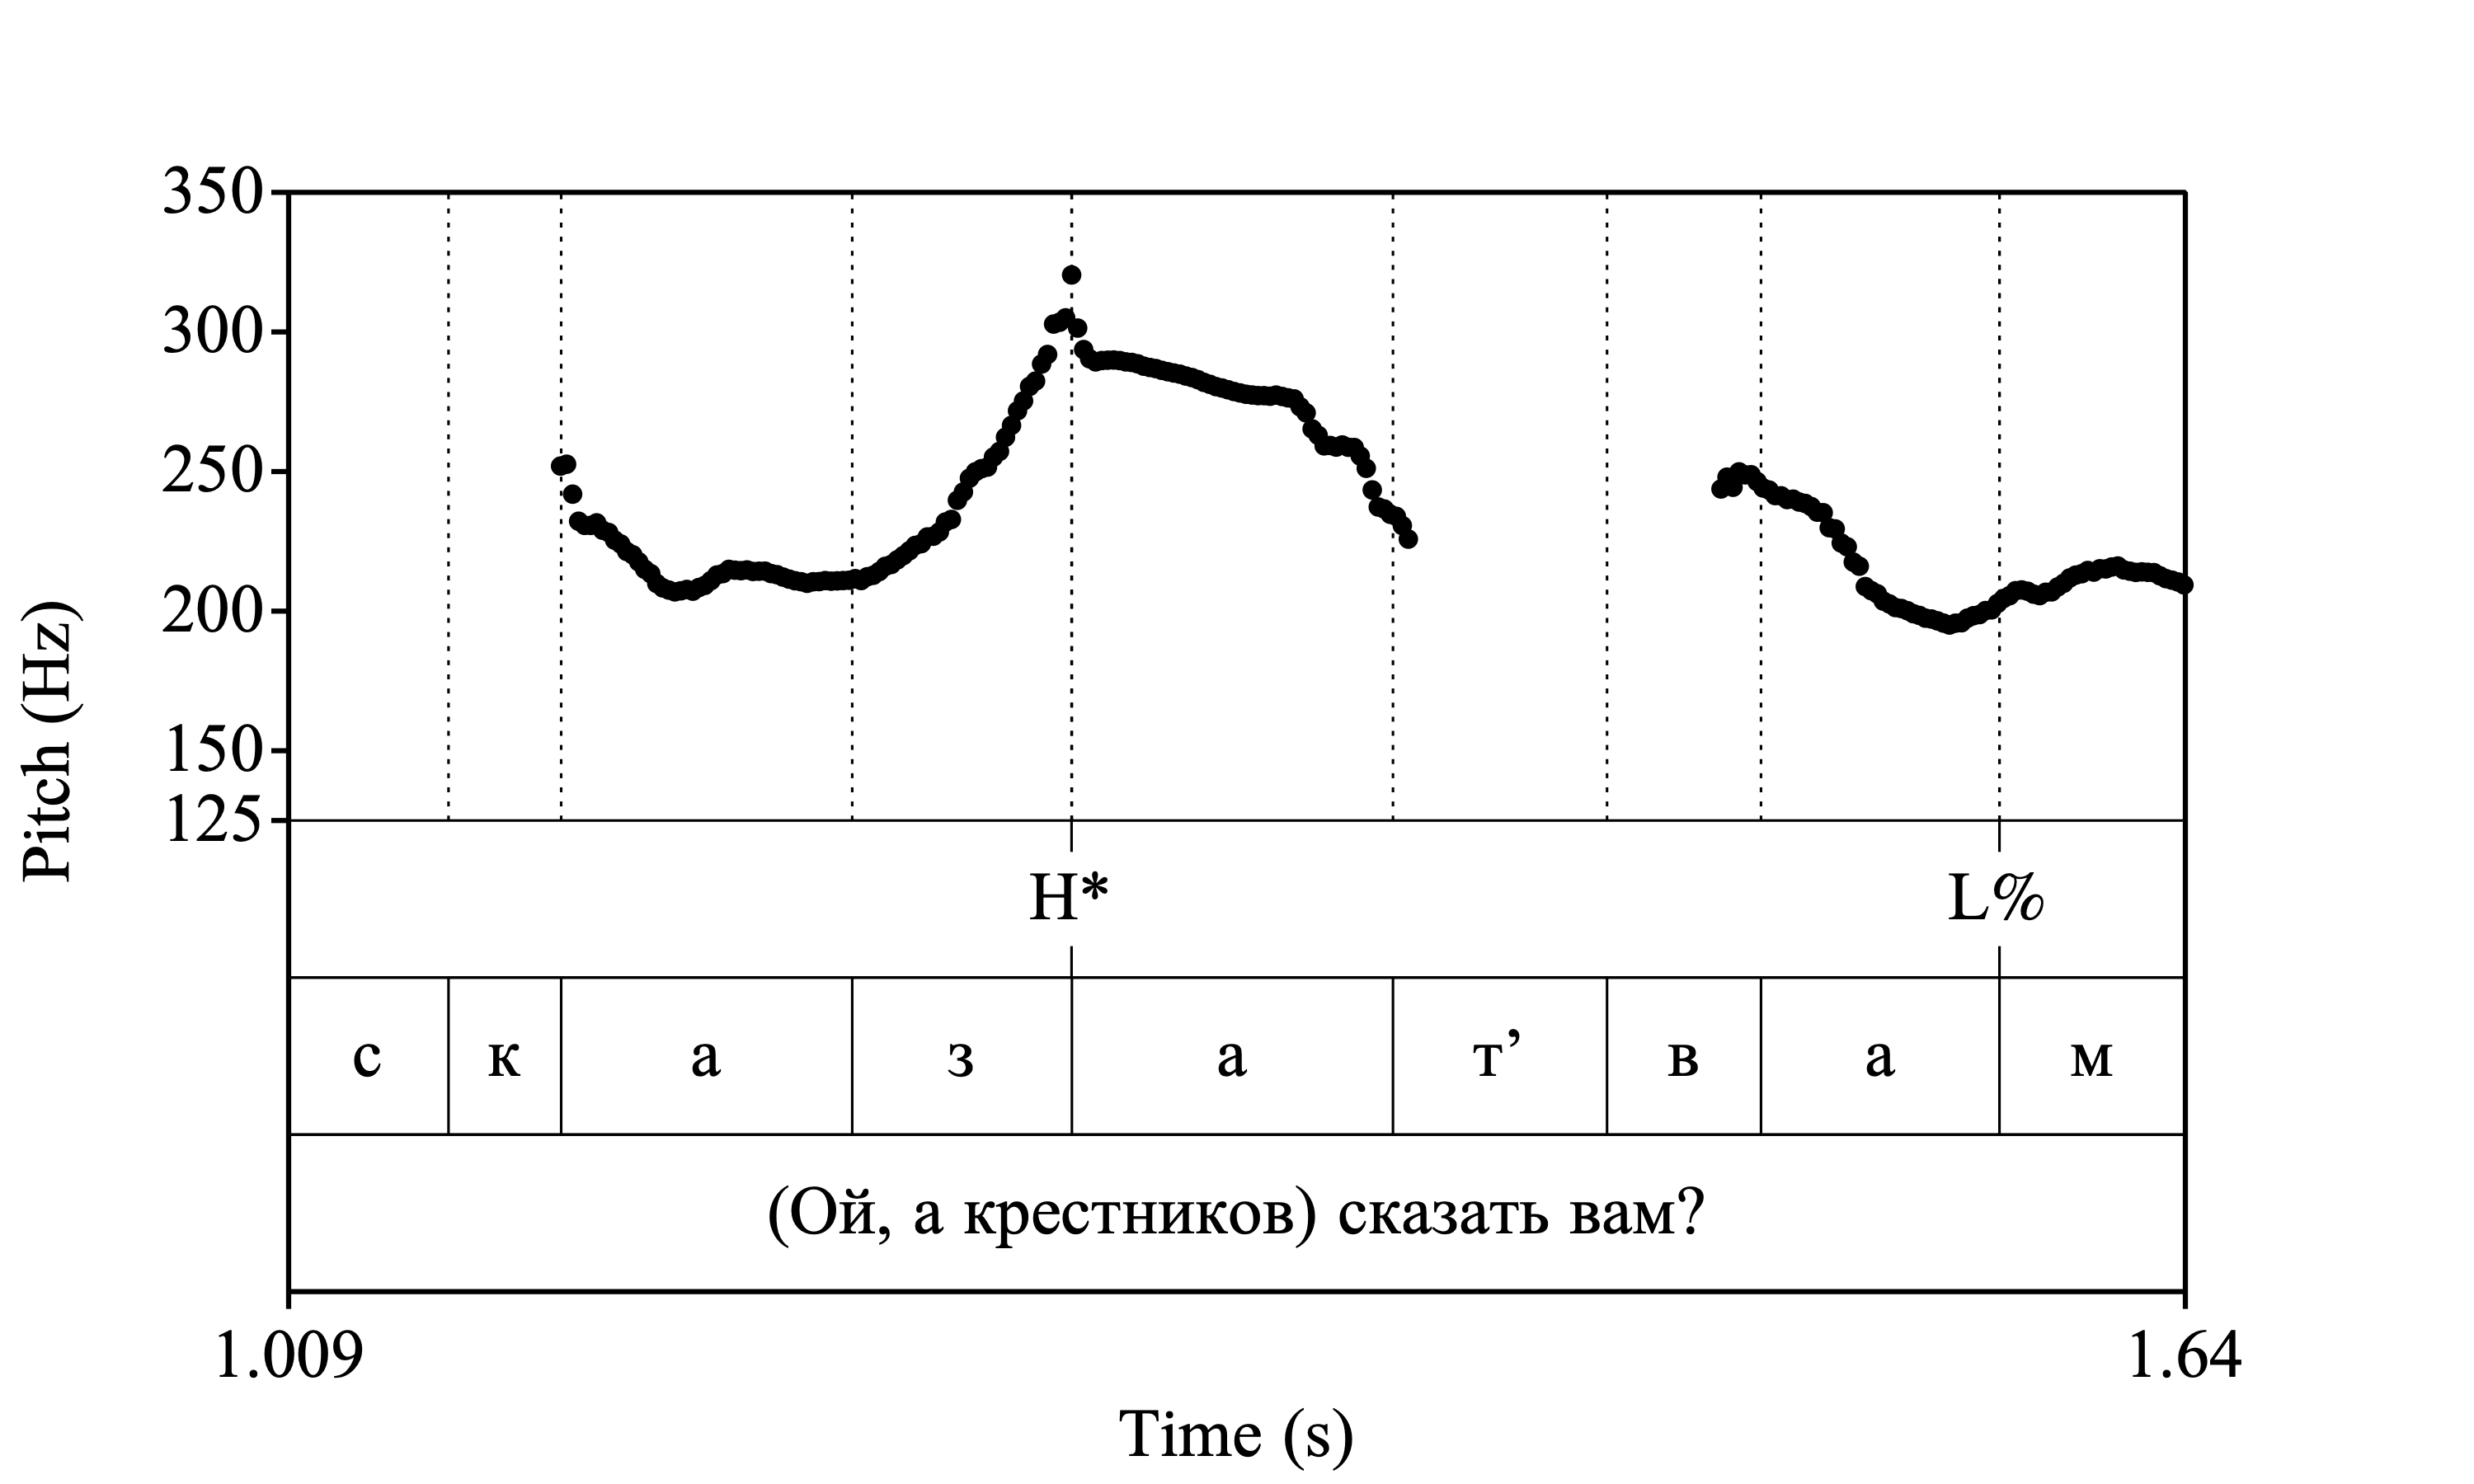 350
300
250
200
150
125
Pitch (Hz)
H* L%
с к а з а т’ в а м
(Ой, а крестников) сказать вам?
1.009 1.64
Time (s)